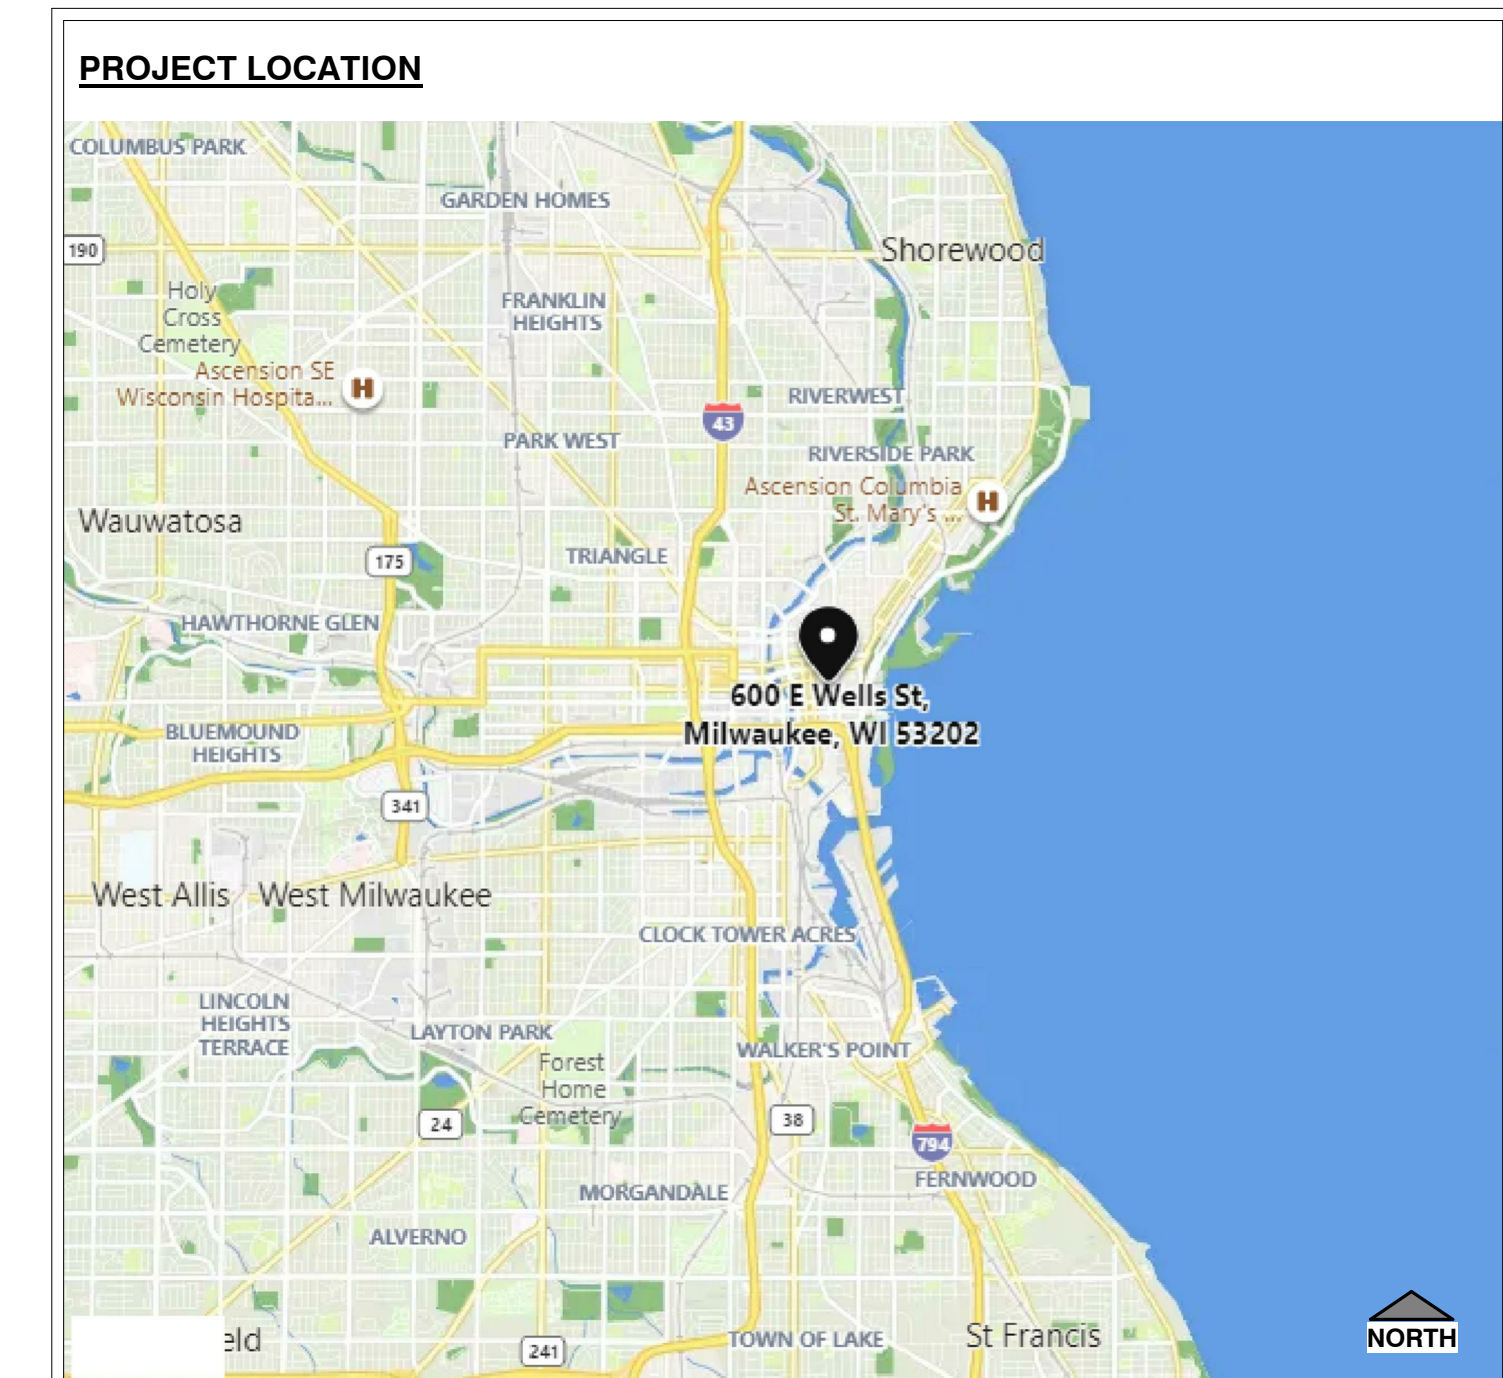 PROJECT LOCATION
COLUMBUS PARK
GARDEN HOMES
190
Shorewood
Holy
Cross
Cemetery
FRANKLIN
HEIGHTS
Ascension SE
Wisconsin Hospita...
H
RIVERWEST
43
PARK WEST
RIVERSIDE PARK
Ascension Columbia
St. Mary's ...
H
Wauwatosa
175
TRIANGLE
HAWTHORNE GLEN
600 E Wells St,
Milwaukee, WI 53202
BLUEMOUND
HEIGHTS
341
West Allis
West Milwaukee
CLOCK TOWER ACRES
LINCOLN
HEIGHTS
TERRACE
LAYTON PARK
WALKER'S POINT
Forest
Home
Cemetery
24
38
794
FERNWOOD
MORGANDALE
ALVERNO
eld
241
TOWN OF LAKE
St Francis
NORTH